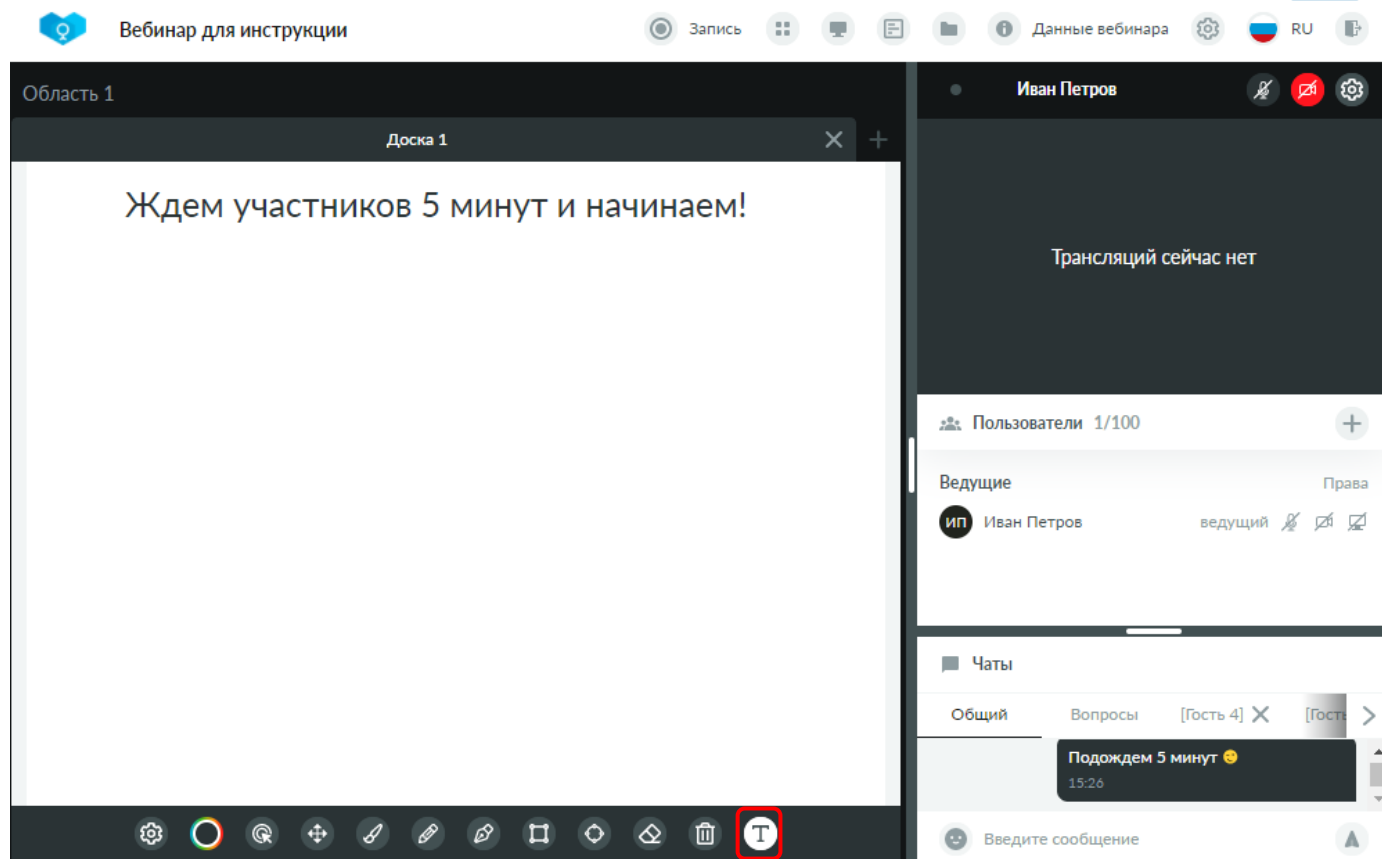 Вебинар для инструкции
Запись
Данные вебинара
RU
Область 1
Доска 1
Ждем участников 5 минут и начинаем!
T
Иван Петров
Трансляций сейчас нет
Пользователи 1/100
Ведущие Права
ИП Иван Петров ведущий
Чаты
Общий Вопросы [Гость 4] [Гость
Подождем 5 минут
15:26
Введите сообщение